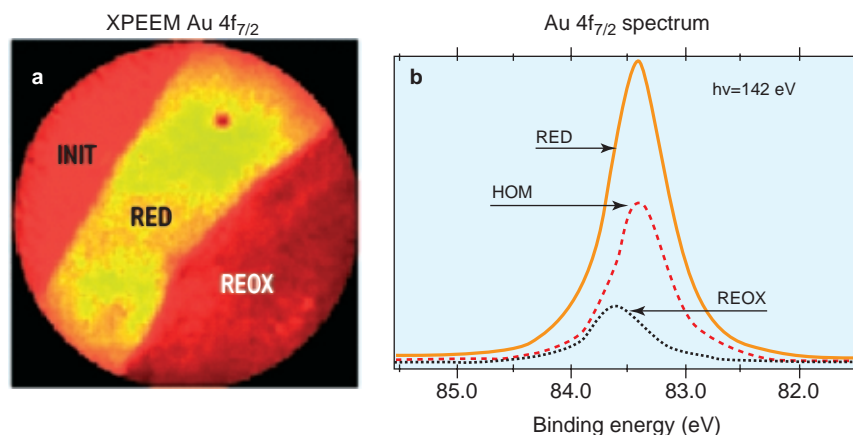 XPEEM Au 4f7/2
Au 4f7/2 spectrum
a
INIT
RED
REOX
b
hν=142 eV
RED
HOM
REOX
85.0 84.0 83.0 82.0
Binding energy (eV)